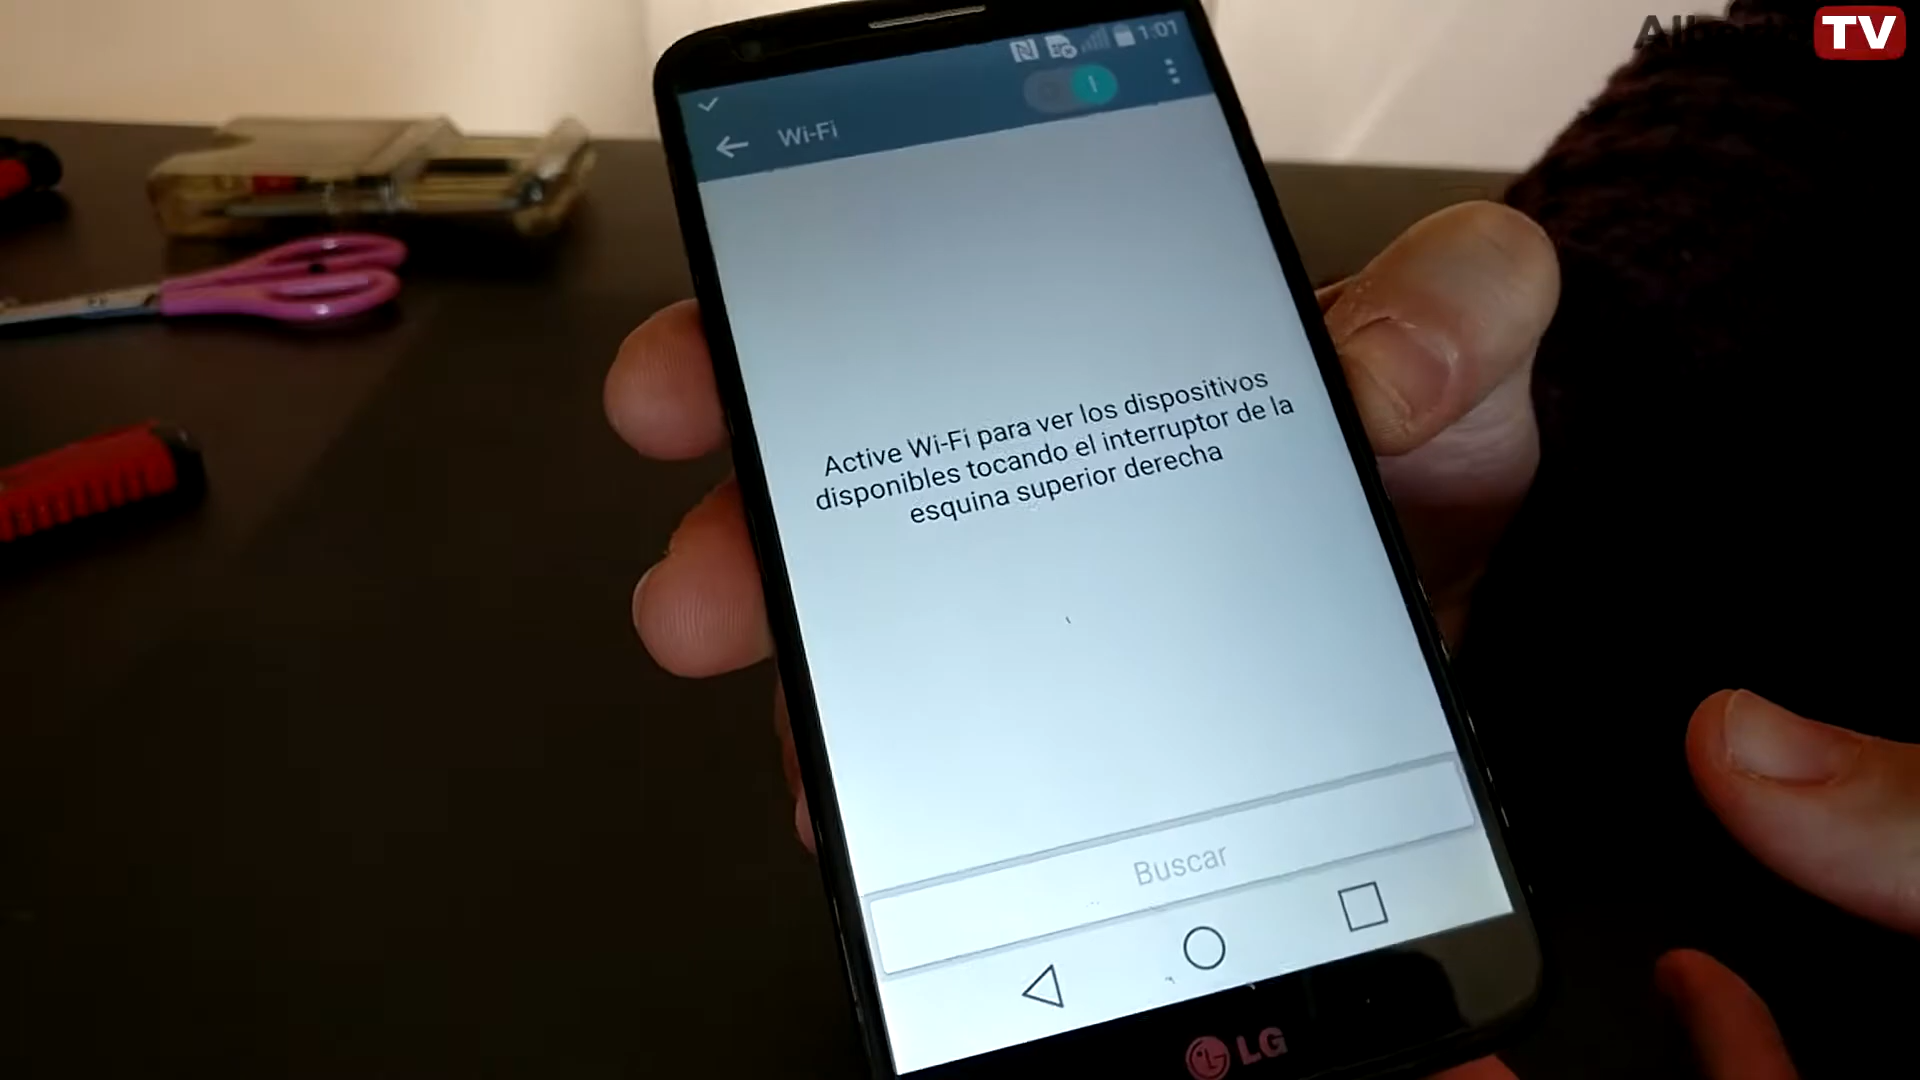 TV
1:01
Wi-Fi
Active Wi-Fi para ver los dispositivos
disponibles tocando el interruptor de la
esquina superior derecha
Buscar
LG